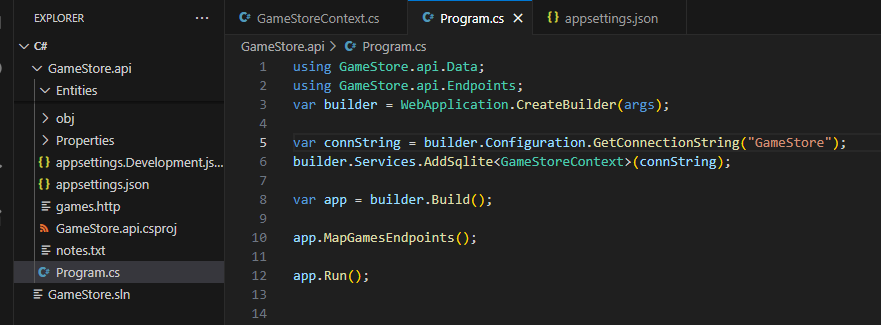 EXPLORER
GameStoreContext.cs
Program.cs
appsettings.json
C#
GameStore.api
Entities
obj
Properties
appsettings.Development.js...
appsettings.json
games.http
GameStore.api.csproj
notes.txt
Program.cs
GameStore.sln
GameStore.api > Program.cs
1 using GameStore.api.Data;
2 using GameStore.api.Endpoints;
3 var builder = WebApplication.CreateBuilder(args);
4
5 var connString = builder.Configuration.GetConnectionString("GameStore");
6 builder.Services.AddSqlite<GameStoreContext>(connString);
7
8 var app = builder.Build();
9
10 app.MapGamesEndpoints();
11
12 app.Run();
13
14